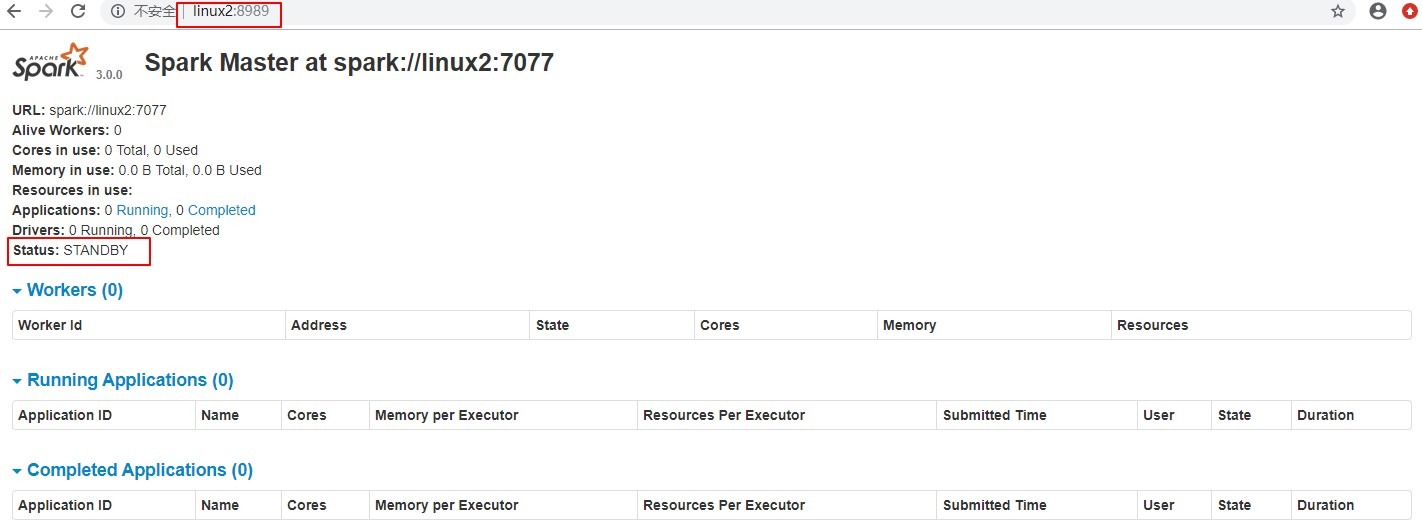 不安全 | linux2:8989
APACHE Spark 3.0.0 Spark Master at spark://linux2:7077
URL: spark://linux2:7077
Alive Workers: 0
Cores in use: 0 Total, 0 Used
Memory in use: 0.0 B Total, 0.0 B Used
Resources in use:
Applications: 0 Running, 0 Completed
Drivers: 0 Running, 0 Completed
Status: STANDBY
Workers (0)
Worker Id Address State Cores Memory Resources
Running Applications (0)
Application ID Name Cores Memory per Executor Resources Per Executor Submitted Time User State Duration
Completed Applications (0)
Application ID Name Cores Memory per Executor Resources Per Executor Submitted Time User State Duration